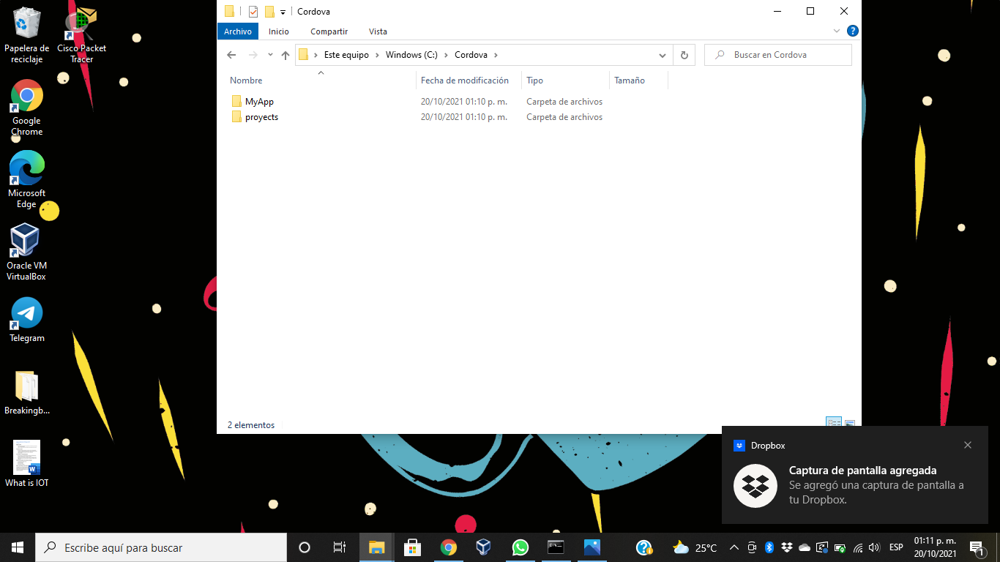 Papelera de
reciclaje
Cisco Packet
Tracer
Google
Chrome
Microsoft
Edge
Oracle VM
VirtualBox
Telegram
Breakingb...
What is IOT
Cordova
Archivo
Inicio
Compartir
Vista
Este equipo
Windows (C:)
Cordova
Buscar en Cordova
Nombre
Fecha de modificación
Tipo
Tamaño
MyApp
20/10/2021 01:10 p. m.
Carpeta de archivos
proyects
20/10/2021 01:10 p. m.
Carpeta de archivos
2 elementos
Dropbox
Captura de pantalla agregada
Se agregó una captura de pantalla a
tu Dropbox.
Escribe aquí para buscar
25°C
ESP
01:11 p. m.
20/10/2021
1